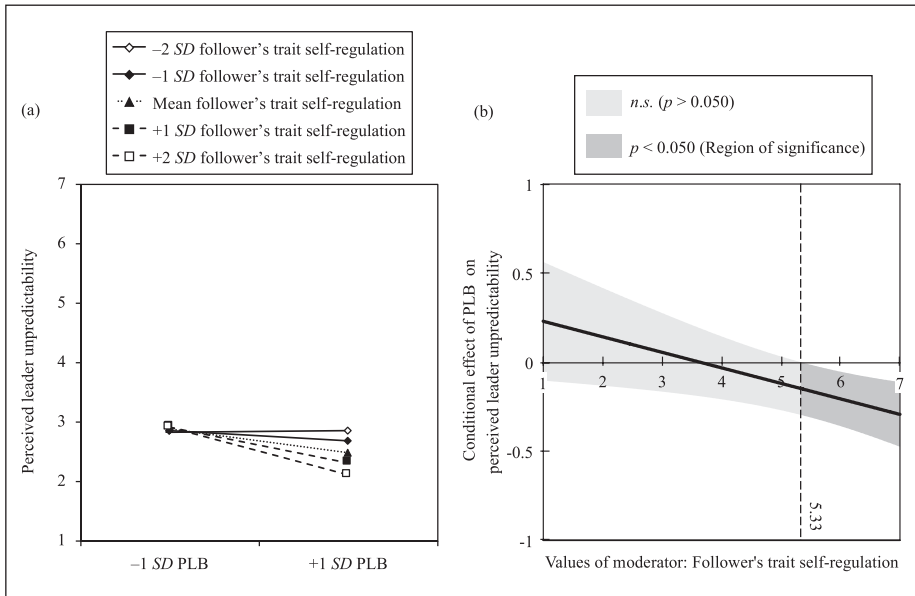 (a)
–2 SD follower's trait self-regulation
–1 SD follower's trait self-regulation
Mean follower's trait self-regulation
+1 SD follower's trait self-regulation
+2 SD follower's trait self-regulation
Perceived leader unpredictability
7
6
5
4
3
2
1
–1 SD PLB
+1 SD PLB
(b)
n.s. (p > 0.050)
p < 0.050 (Region of significance)
Conditional effect of PLB on
perceived leader unpredictability
1
0.5
0
-0.5
-1
1
2
3
4
5
6
7
5.33
Values of moderator: Follower's trait self-regulation